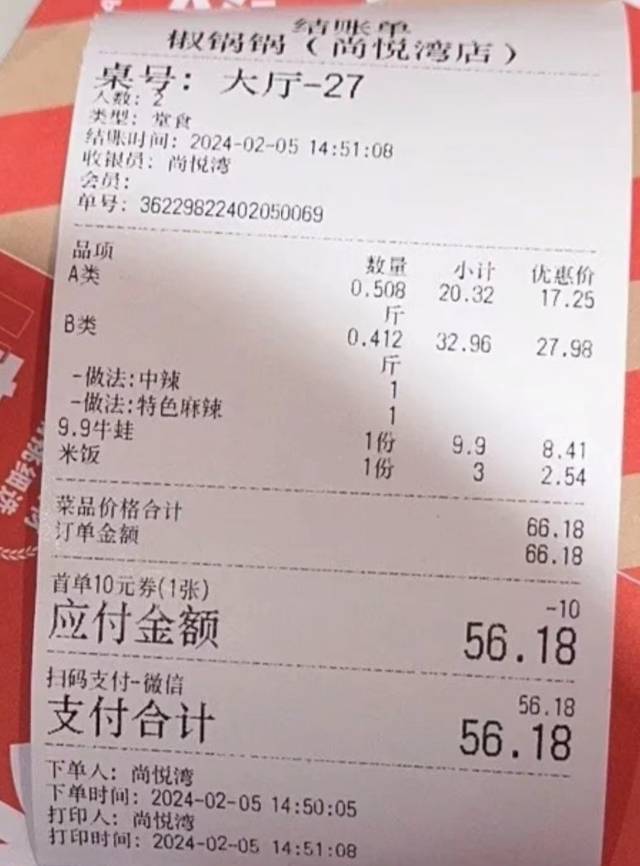 结账单
椒锅锅（尚悦湾店）
桌号: 大厅-27
人数: 2
类型: 堂食
结账时间: 2024-02-05 14:51:08
收银员: 尚悦湾
会员:
单号: 36229822402050069
品项 数量 小计 优惠价
A类 0.508 20.32 17.25
斤
B类 0.412 32.96 27.98
斤
-做法:中辣 1
-做法:特色麻辣 1
9.9牛蛙 1份 9.9 8.41
米饭 1份 3 2.54
菜品价格合计 66.18
订单金额 66.18
首单10元券(1张) -10
应付金额 56.18
扫码支付-微信 56.18
支付合计 56.18
下单人: 尚悦湾
下单时间: 2024-02-05 14:50:05
打印人: 尚悦湾
打印时间: 2024-02-05 14:51:08